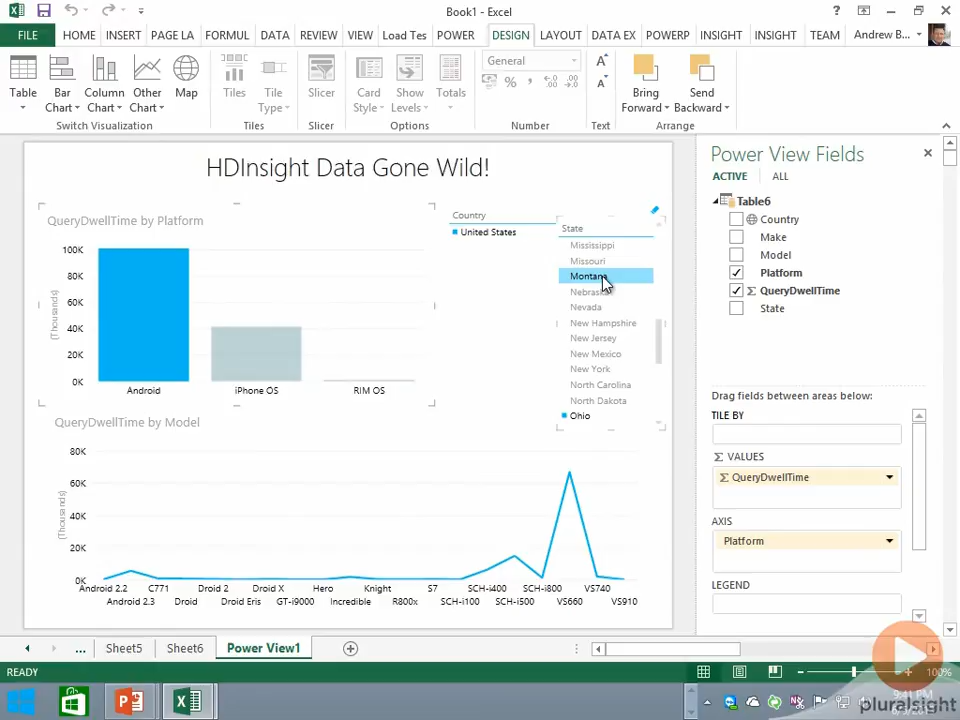 Book1 - Excel
FILE HOME INSERT PAGE LA FORMUL DATA REVIEW VIEW Load Tes POWER DESIGN LAYOUT DATA EX POWERP INSIGHT INSIGHT TEAM Andrew B...
Table Bar Chart Column Chart Other Chart Map Tiles Tile Type Slicer Card Style Show Levels Totals General Bring Forward Send Backward
% , .00
A A
Switch Visualization Tiles Slicer Options Number Text Arrange
HDInsight Data Gone Wild!
QueryDwellTime by Platform
100K
80K
60K
40K
20K
0K
(Thousands)
Android iPhone OS RIM OS
Country
United States
State
Mississippi
Missouri
Montana
Nebraska
Nevada
New Hampshire
New Jersey
New Mexico
New York
North Carolina
North Dakota
Ohio
QueryDwellTime by Model
80K
60K
40K
20K
0K
(Thousands)
Android 2.2 C771 Droid 2 Droid X Hero Knight S7 SCH-i400 SCH-i800 VS740
Android 2.3 Droid Droid Eris GT-i9000 Incredible R800x SCH-i100 SCH-i500 VS660 VS910
Power View Fields
ACTIVE ALL
Table6
Country
Make
Model
Platform
Σ QueryDwellTime
State
Drag fields between areas below:
TILE BY
Σ VALUES
Σ QueryDwellTime
AXIS
Platform
LEGEND
... Sheet5 Sheet6 Power View1
READY 100%
9:41 PM
pluralsight